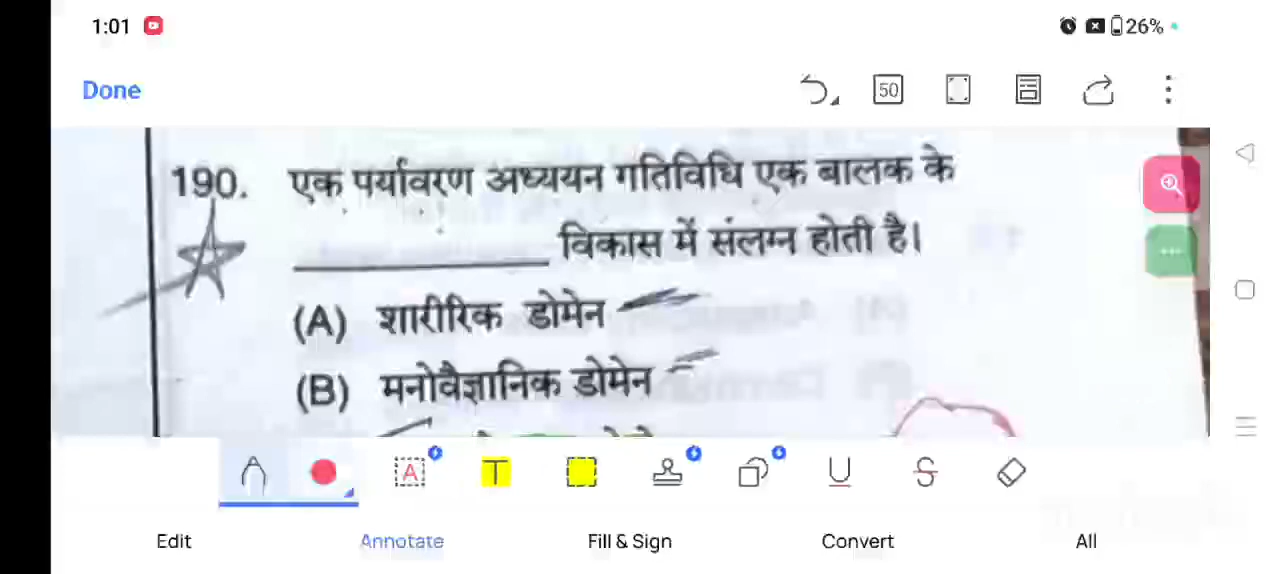 1:01
26%
Done
50
190. एक पर्यावरण अध्ययन गतिविधि एक बालक के
__________ विकास में संलग्न होती है।
(A) शारीरिक डोमेन
(B) मनोवैज्ञानिक डोमेन
A
T
U
S
Edit
Annotate
Fill & Sign
Convert
All